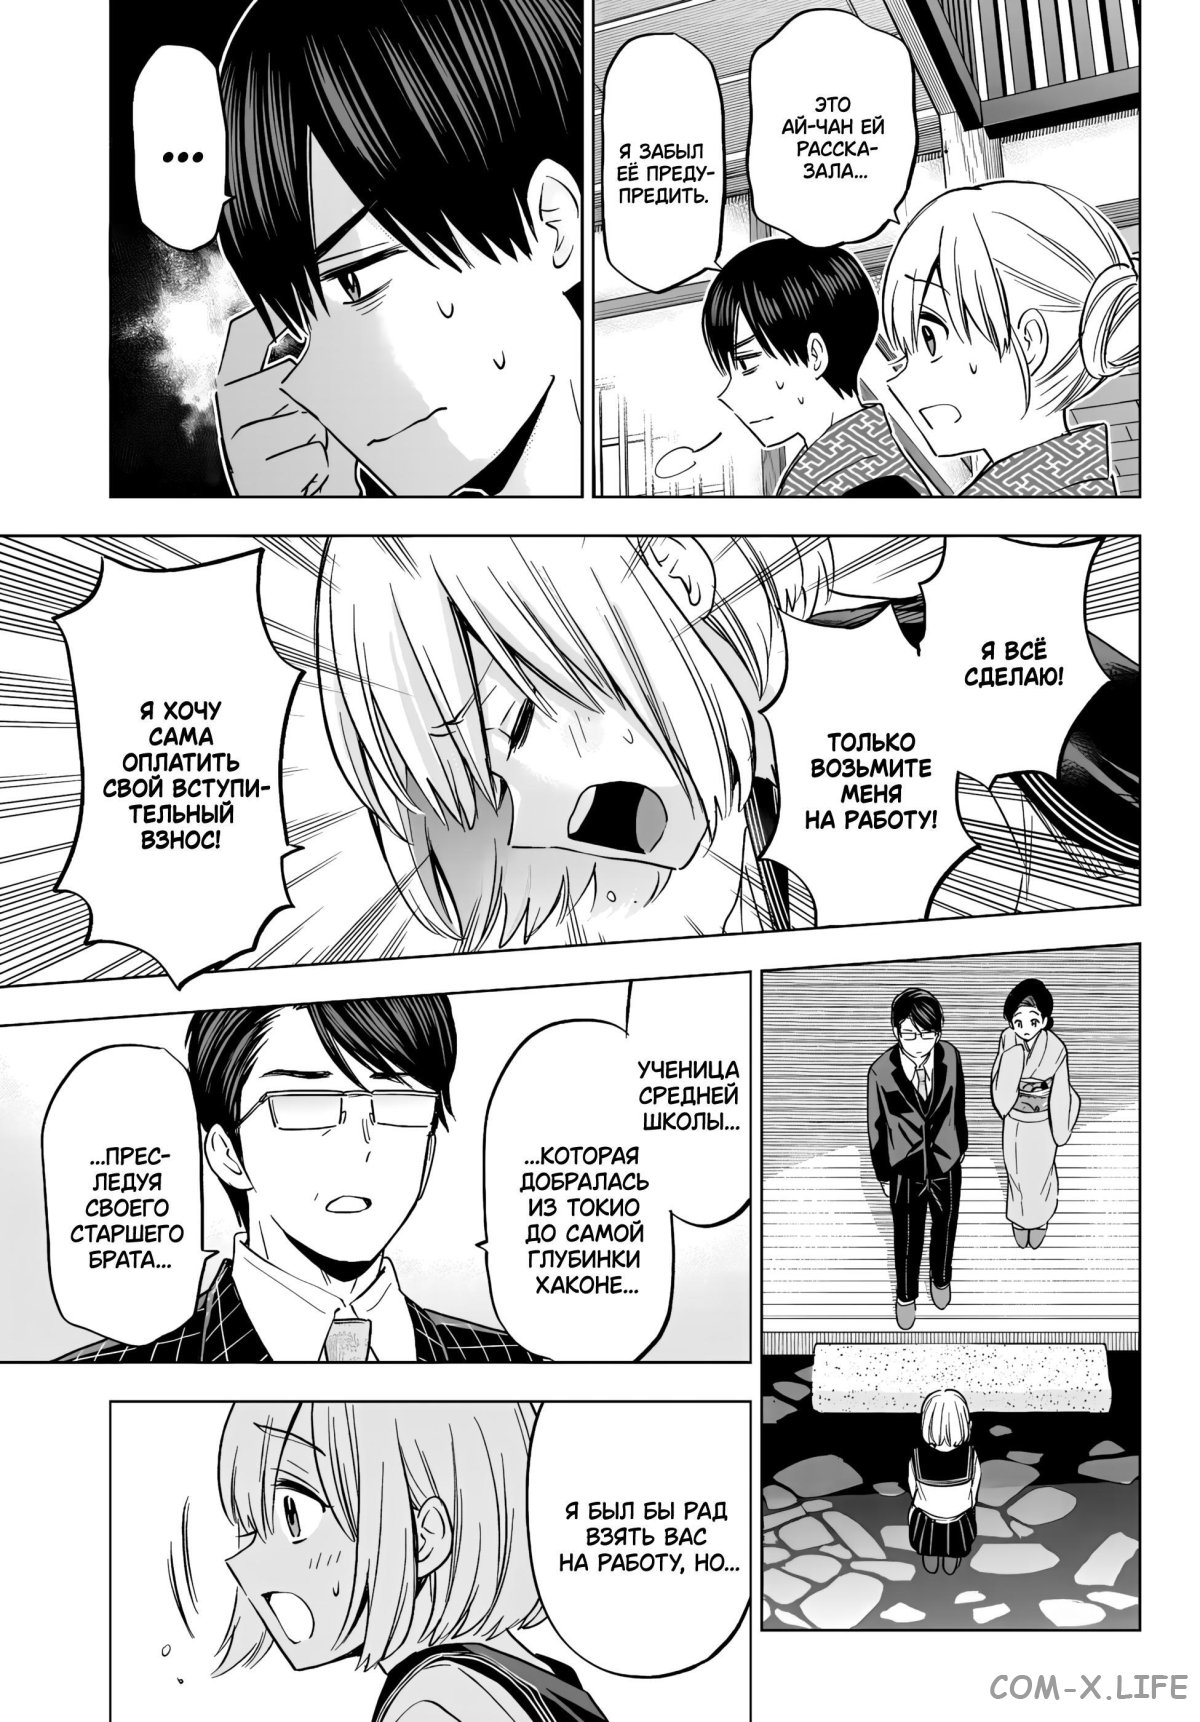 ЭТО
АЙ-ЧАН ЕЙ
РАССКА-
ЗАЛА...
Я ЗАБЫЛ
ЕЁ ПРЕДУ-
ПРЕДИТЬ.
...
Я ВСЁ
СДЕЛАЮ!
ТОЛЬКО
ВОЗЬМИТЕ
МЕНЯ
НА РАБОТУ!
Я ХОЧУ
САМА
ОПЛАТИТЬ
СВОЙ ВСТУПИ-
ТЕЛЬНЫЙ
ВЗНОС!
УЧЕНИЦА
СРЕДНЕЙ
ШКОЛЫ...
...КОТОРАЯ
ДОБРАЛАСЬ
ИЗ ТОКИО
ДО САМОЙ
ГЛУБИНКИ
ХАКОНЕ...
...ПРЕС-
ЛЕДУЯ
СВОЕГО
СТАРШЕГО
БРАТА...
Я БЫЛ БЫ РАД
ВЗЯТЬ ВАС
НА РАБОТУ, НО...
COM-X.LIFE